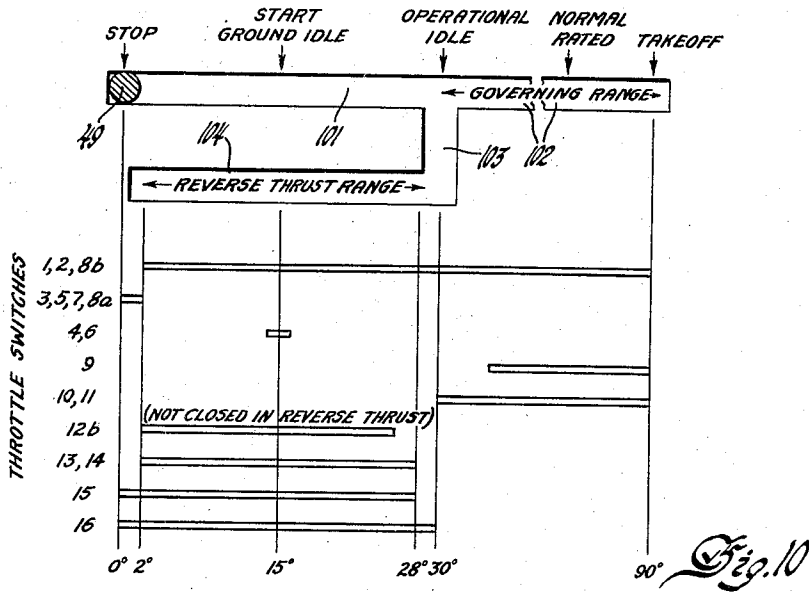 STOP
START
GROUND IDLE
OPERATIONAL
IDLE
NORMAL
RATED
TAKEOFF
← GOVERNING RANGE →
49
104
101
103
102
← REVERSE THRUST RANGE →
THROTTLE SWITCHES
1, 2, 8b
3, 5, 7, 8a
4, 6
9
10, 11
(NOT CLOSED IN REVERSE THRUST)
12b
13, 14
15
16
0° 2° 15° 28° 30° 90°
Fig. 10